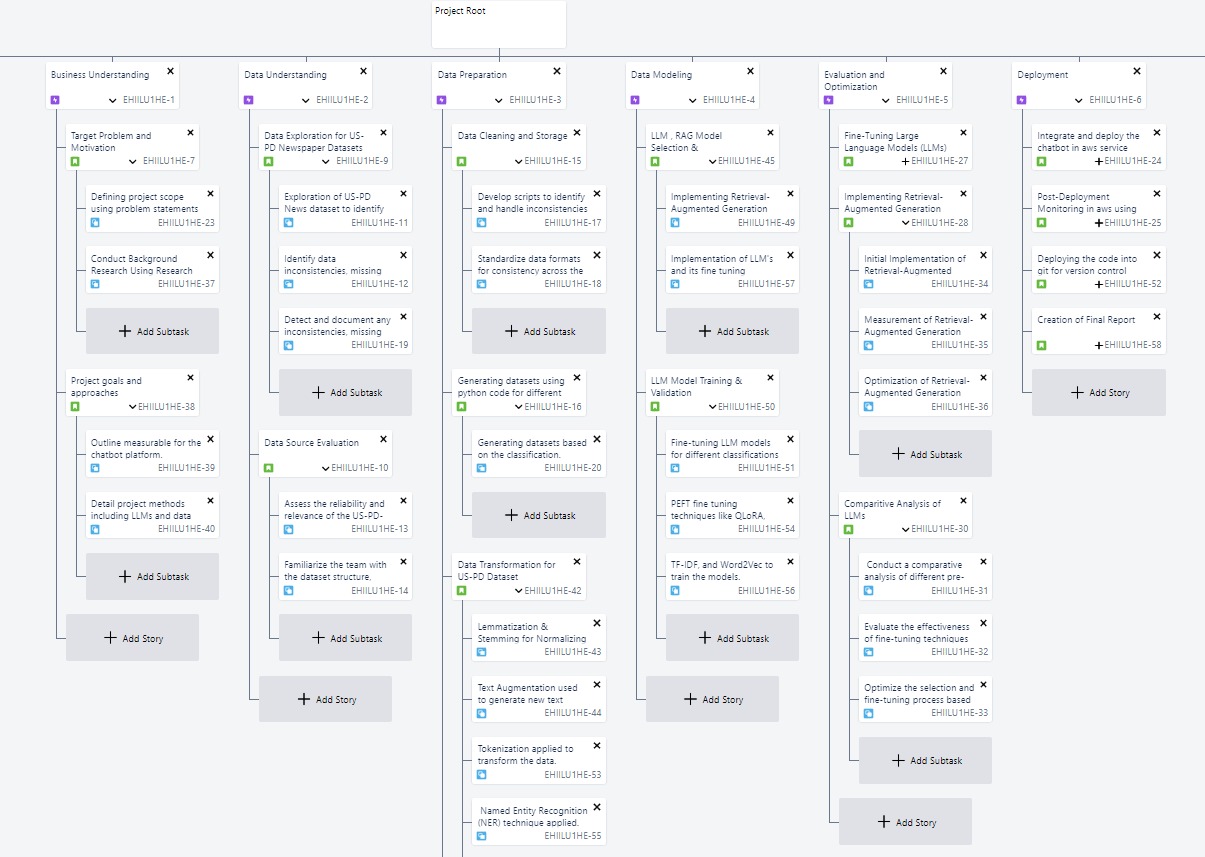 Project Root
Business Understanding
EHIILU1HE-1
Target Problem and
Motivation
EHIILU1HE-7
Defining project scope
using problem statements
EHIILU1HE-23
Conduct Background
Research Using Research
EHIILU1HE-37
Add Subtask
Project goals and
approaches
EHIILU1HE-38
Outline measurable for the
chatbot platform.
EHIILU1HE-39
Detail project methods
including LLMs and data
EHIILU1HE-40
Add Subtask
Add Story
Data Understanding
EHIILU1HE-2
Data Exploration for US-
PD Newspaper Datasets
EHIILU1HE-9
Exploration of US-PD
News dataset to identify
EHIILU1HE-11
Identify data
inconsistencies, missing
EHIILU1HE-12
Detect and document any
inconsistencies, missing
EHIILU1HE-19
Add Subtask
Data Source Evaluation
EHIILU1HE-10
Assess the reliability and
relevance of the US-PD-
EHIILU1HE-13
Familiarize the team with
the dataset structure,
EHIILU1HE-14
Add Subtask
Add Story
Data Preparation
EHIILU1HE-3
Data Cleaning and Storage
EHIILU1HE-15
Develop scripts to identify
and handle inconsistencies
EHIILU1HE-17
Standardize data formats
for consistency across the
EHIILU1HE-18
Add Subtask
Generating datasets using
python code for different
EHIILU1HE-16
Generating datasets based
on the classification.
EHIILU1HE-20
Add Subtask
Data Transformation for
US-PD Dataset
EHIILU1HE-42
Lemmatization &
Stemming for Normalizing
EHIILU1HE-43
Text Augmentation used
to generate new text
EHIILU1HE-44
Tokenization applied to
transform the data.
EHIILU1HE-53
Named Entity Recognition
(NER) technique applied.
EHIILU1HE-55
Data Modeling
EHIILU1HE-4
LLM , RAG Model
Selection &
EHIILU1HE-45
Implementing Retrieval-
Augmented Generation
EHIILU1HE-49
Implementation of LLM's
and its fine tuning
EHIILU1HE-57
Add Subtask
LLM Model Training &
Validation
EHIILU1HE-50
Fine-tuning LLM models
for different classifications
EHIILU1HE-51
PEFT fine tuning
techniques like QLoRA,
EHIILU1HE-54
TF-IDF, and Word2Vec to
train the models.
EHIILU1HE-56
Add Subtask
Add Story
Evaluation and
Optimization
EHIILU1HE-5
Fine-Tuning Large
Language Models (LLMs)
EHIILU1HE-27
Implementing Retrieval-
Augmented Generation
EHIILU1HE-28
Initial Implementation of
Retrieval-Augmented
EHIILU1HE-34
Measurement of Retrieval-
Augmented Generation
EHIILU1HE-35
Optimization of Retrieval-
Augmented Generation
EHIILU1HE-36
Add Subtask
Comparitive Analysis of
LLMs
EHIILU1HE-30
Conduct a comparative
analysis of different pre-
EHIILU1HE-31
Evaluate the effectiveness
of fine-tuning techniques
EHIILU1HE-32
Optimize the selection and
fine-tuning process based
EHIILU1HE-33
Add Subtask
Add Story
Deployment
EHIILU1HE-6
Integrate and deploy the
chatbot in aws service
EHIILU1HE-24
Post-Deployment
Monitoring in aws using
EHIILU1HE-25
Deploying the code into
git for version control
EHIILU1HE-52
Creation of Final Report
EHIILU1HE-58
Add Story